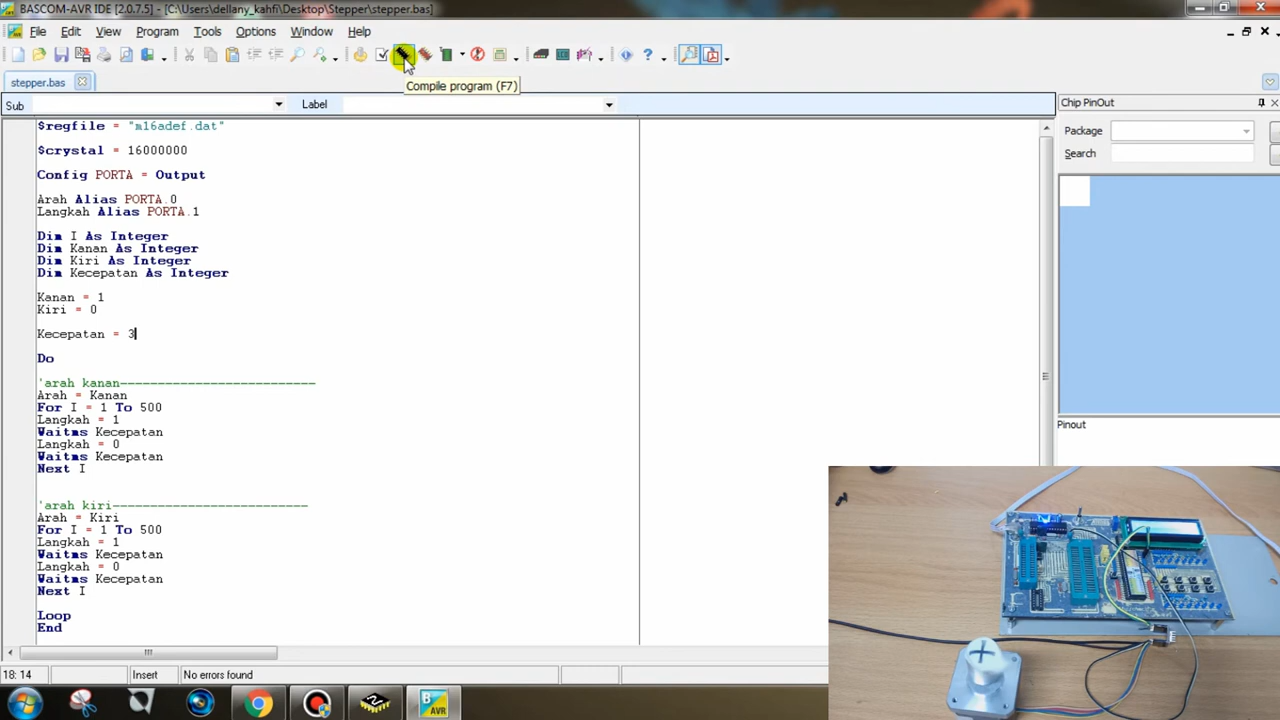 BASCOM-AVR IDE [2.0.7.5] - [C:\Users\dellany_kahfi\Desktop\Stepper\stepper.bas]
File Edit View Program Tools Options Window Help
stepper.bas
Compile program (F7)
Sub Label
$regfile = "m16adef.dat"
$crystal = 16000000
Config PORTA = Output
Arah Alias PORTA.0
Langkah Alias PORTA.1
Dim I As Integer
Dim Kanan As Integer
Dim Kiri As Integer
Dim Kecepatan As Integer
Kanan = 1
Kiri = 0
Kecepatan = 3
Do
'arah kanan--------------------------
Arah = Kanan
For I = 1 To 500
Langkah = 1
Waitms Kecepatan
Langkah = 0
Waitms Kecepatan
Next I
'arah kiri--------------------------
Arah = Kiri
For I = 1 To 500
Langkah = 1
Waitms Kecepatan
Langkah = 0
Waitms Kecepatan
Next I
Loop
End
Chip PinOut
Package
Search
Pinout
18: 14 Insert No errors found
AVR